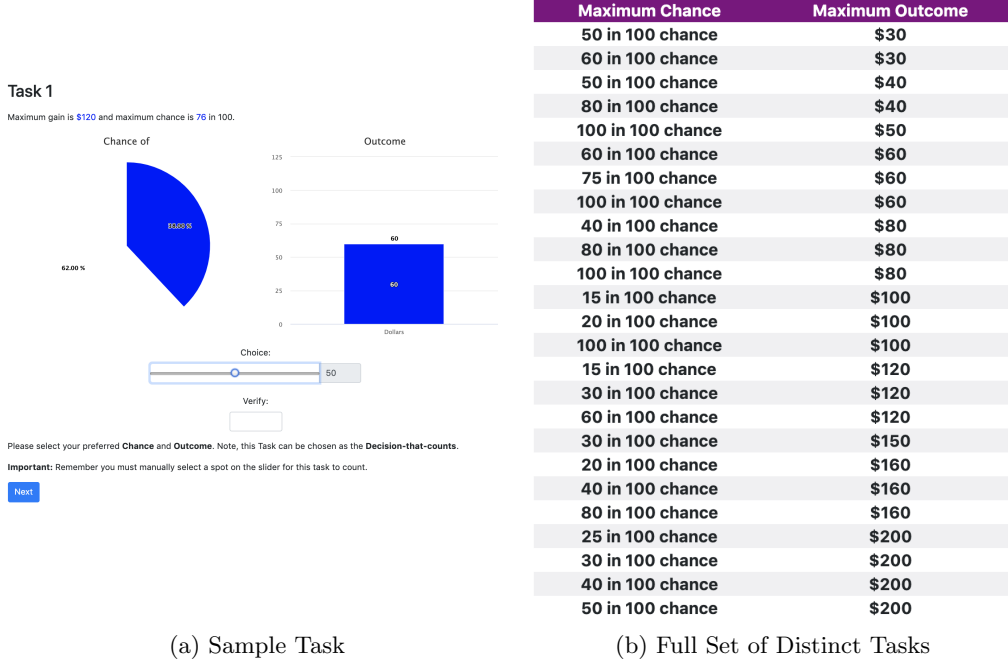 Task 1
Maximum gain is $120 and maximum chance is 76 in 100.
Chance of
Outcome
62.00 %
125
100
75
50
25
0
60
60
Dollars
Choice:
50
Verify:
Please select your preferred Chance and Outcome. Note, this Task can be chosen as the Decision-that-counts.
Important: Remember you must manually select a spot on the slider for this task to count.
Next
(a) Sample Task
Maximum Chance Maximum Outcome
50 in 100 chance $30
60 in 100 chance $30
50 in 100 chance $40
80 in 100 chance $40
100 in 100 chance $50
60 in 100 chance $60
75 in 100 chance $60
100 in 100 chance $60
40 in 100 chance $80
80 in 100 chance $80
100 in 100 chance $80
15 in 100 chance $100
20 in 100 chance $100
100 in 100 chance $100
15 in 100 chance $120
30 in 100 chance $120
60 in 100 chance $120
30 in 100 chance $150
20 in 100 chance $160
40 in 100 chance $160
80 in 100 chance $160
25 in 100 chance $200
30 in 100 chance $200
40 in 100 chance $200
50 in 100 chance $200
(b) Full Set of Distinct Tasks